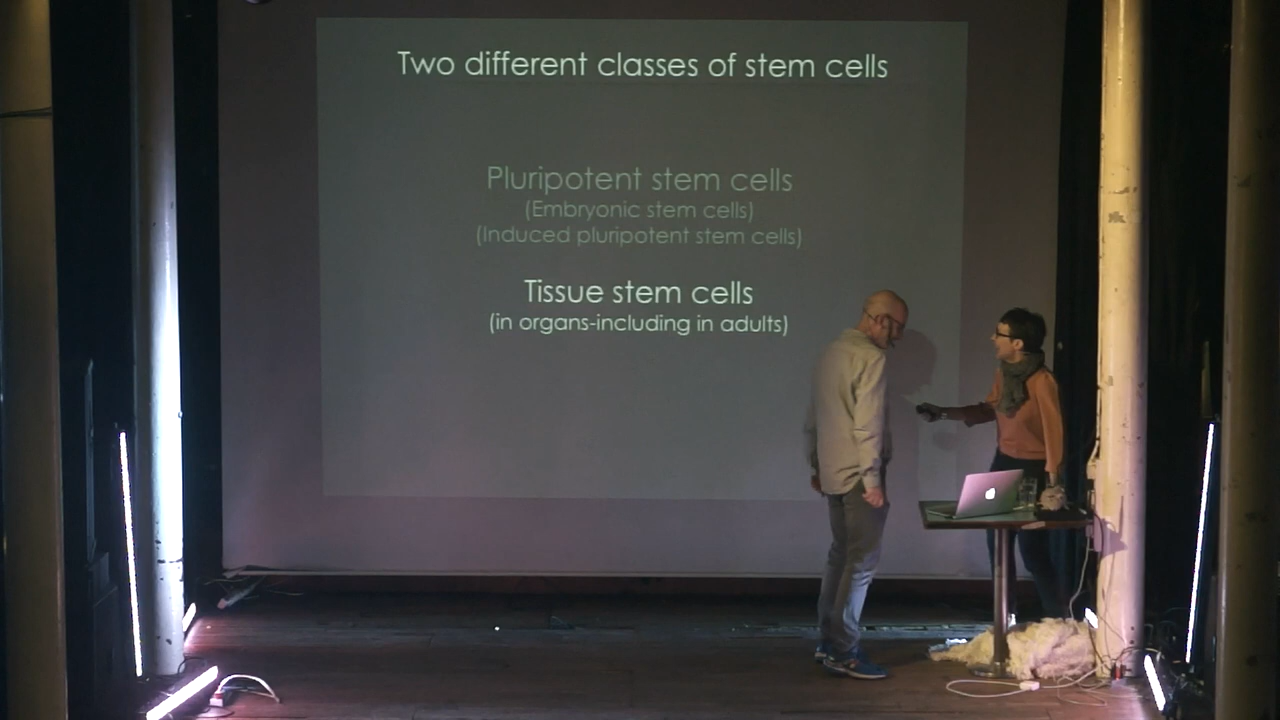 Two different classes of stem cells
Pluripotent stem cells
(Embryonic stem cells)
(Induced pluripotent stem cells)
Tissue stem cells
(in organs-including in adults)